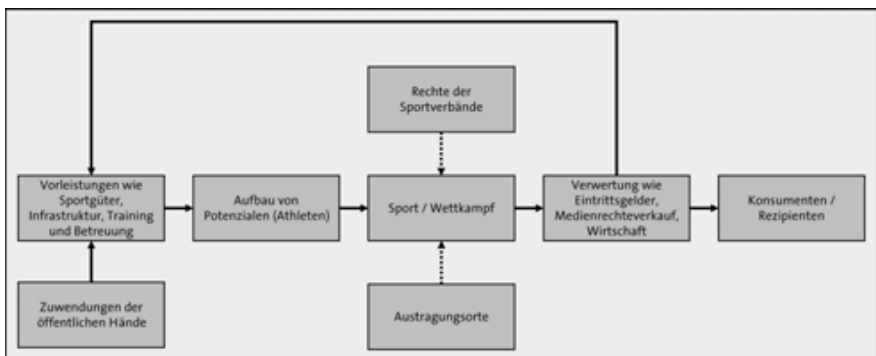 Rechte der
Sportverbände
Vorleistungen wie
Sportgüter,
Infrastruktur, Training
und Betreuung
Aufbau von
Potenzialen (Athleten)
Sport / Wettkampf
Verwertung wie
Eintrittsgelder,
Medienrechteverkauf,
Wirtschaft
Konsumenten /
Rezipienten
Zuwendungen der
öffentlichen Hände
Austragungsorte